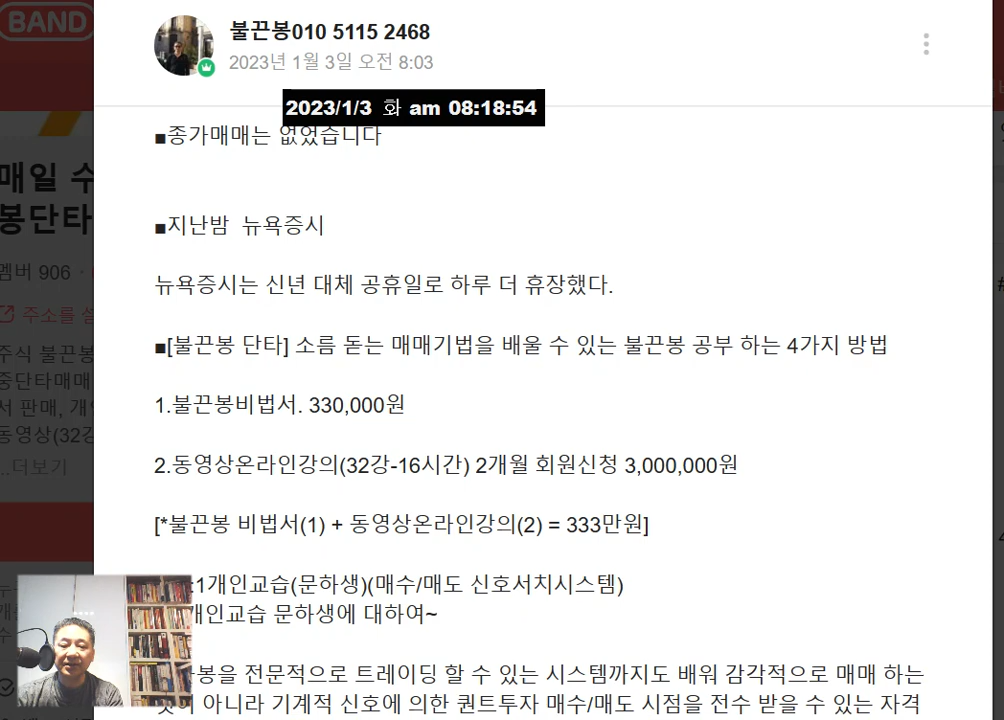 BAND
불끈봉010 5115 2468
2023년 1월 3일 오전 8:03
2023/1/3 화 am 08:18:54
■종가매매는 없었습니다
매일 수
봉단타
■지난밤 뉴욕증시
멤버 906
뉴욕증시는 신년 대체 공휴일로 하루 더 휴장했다.
주소를 설
주식 불끈봉
■[불끈봉 단타] 소름 돋는 매매기법을 배울 수 있는 불끈봉 공부 하는 4가지 방법
중단타매매
서 판매, 개인
1.불끈봉비법서. 330,000원
동영상(32강
...더보기
2.동영상온라인강의(32강-16시간) 2개월 회원신청 3,000,000원
[*불끈봉 비법서(1) + 동영상온라인강의(2) = 333만원]
:1개인교습(문하생)(매수/매도 신호서치시스템)
개인교습 문하생에 대하여~
봉을 전문적으로 트레이딩 할 수 있는 시스템까지도 배워 감각적으로 매매 하는
것이 아니라 기계적 신호에 의한 퀀트투자 매수/매도 시점을 전수 받을 수 있는 자격